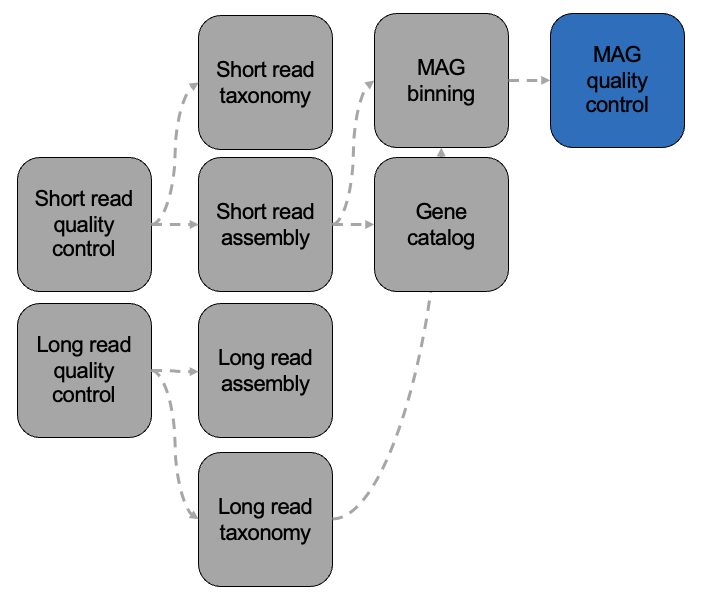 Short read
taxonomy
MAG
binning
MAG
quality
control
Short read
quality
control
Short read
assembly
Gene
catalog
Long read
quality
control
Long read
assembly
Long read
taxonomy